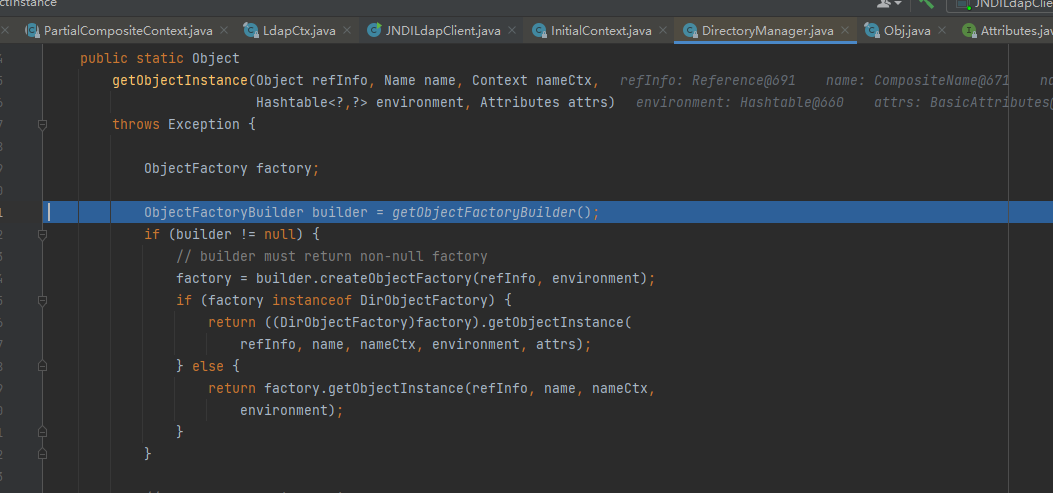 ctInstance
JNDILdapClie
PartialCompositeContext.java LdapCtx.java JNDILdapClient.java InitialContext.java DirectoryManager.java Obj.java Attributes.jav
public static Object
getObjectInstance(Object refInfo, Name name, Context nameCtx, refInfo: Reference@691 name: CompositeName@671 na
Hashtable<?,?> environment, Attributes attrs) environment: Hashtable@660 attrs: BasicAttributes@
throws Exception {
ObjectFactory factory;
ObjectFactoryBuilder builder = getObjectFactoryBuilder();
if (builder != null) {
// builder must return non-null factory
factory = builder.createObjectFactory(refInfo, environment);
if (factory instanceof DirObjectFactory) {
return ((DirObjectFactory)factory).getObjectInstance(
refInfo, name, nameCtx, environment, attrs);
} else {
return factory.getObjectInstance(refInfo, name, nameCtx,
environment);
}
}